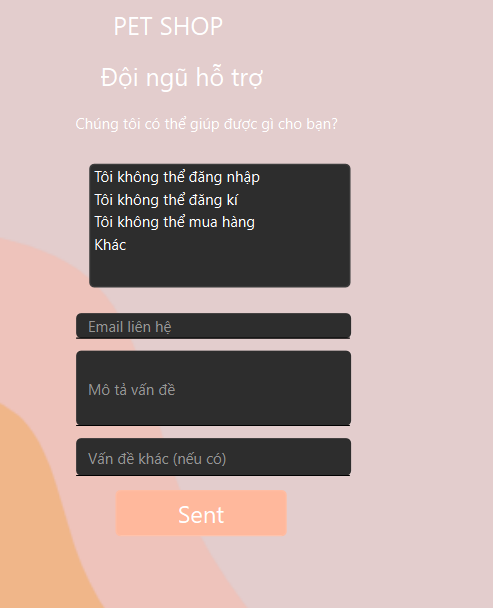 PET SHOP
Đội ngũ hỗ trợ
Chúng tôi có thể giúp được gì cho bạn?
Tôi không thể đăng nhập
Tôi không thể đăng kí
Tôi không thể mua hàng
Khác
Email liên hệ
Mô tả vấn đề
Vấn đề khác (nếu có)
Sent